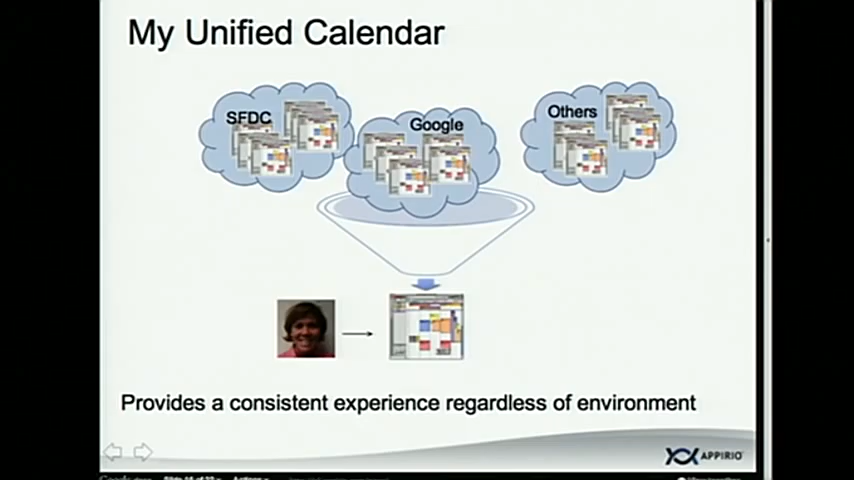 My Unified Calendar
SFDC
Google
Others
Provides a consistent experience regardless of environment
APPIRIO